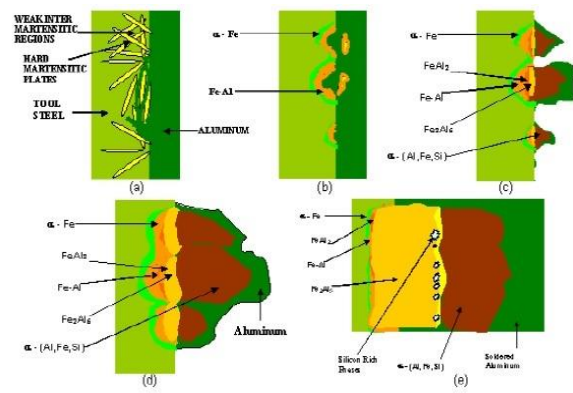 WEAK INTER
MARTENSITIC
REGIONS
HARD
MARTENSITIC
PLATES
TOOL
STEEL
ALUMINUM
(a)
α - Fe
Fe-Al
(b)
α - Fe
FeAl2
Fe-Al
Fe2Al5
α - (Al,Fe,Si)
(c)
α - Fe
FeAl2
Fe-Al
Fe2Al5
α - (Al,Fe,Si)
Aluminum
(d)
α - Fe
FeAl2
Fe-Al
Fe2Al5
Silicon Rich
Phases
α - (Al, Fe, Si)
Soldered
Aluminum
(e)